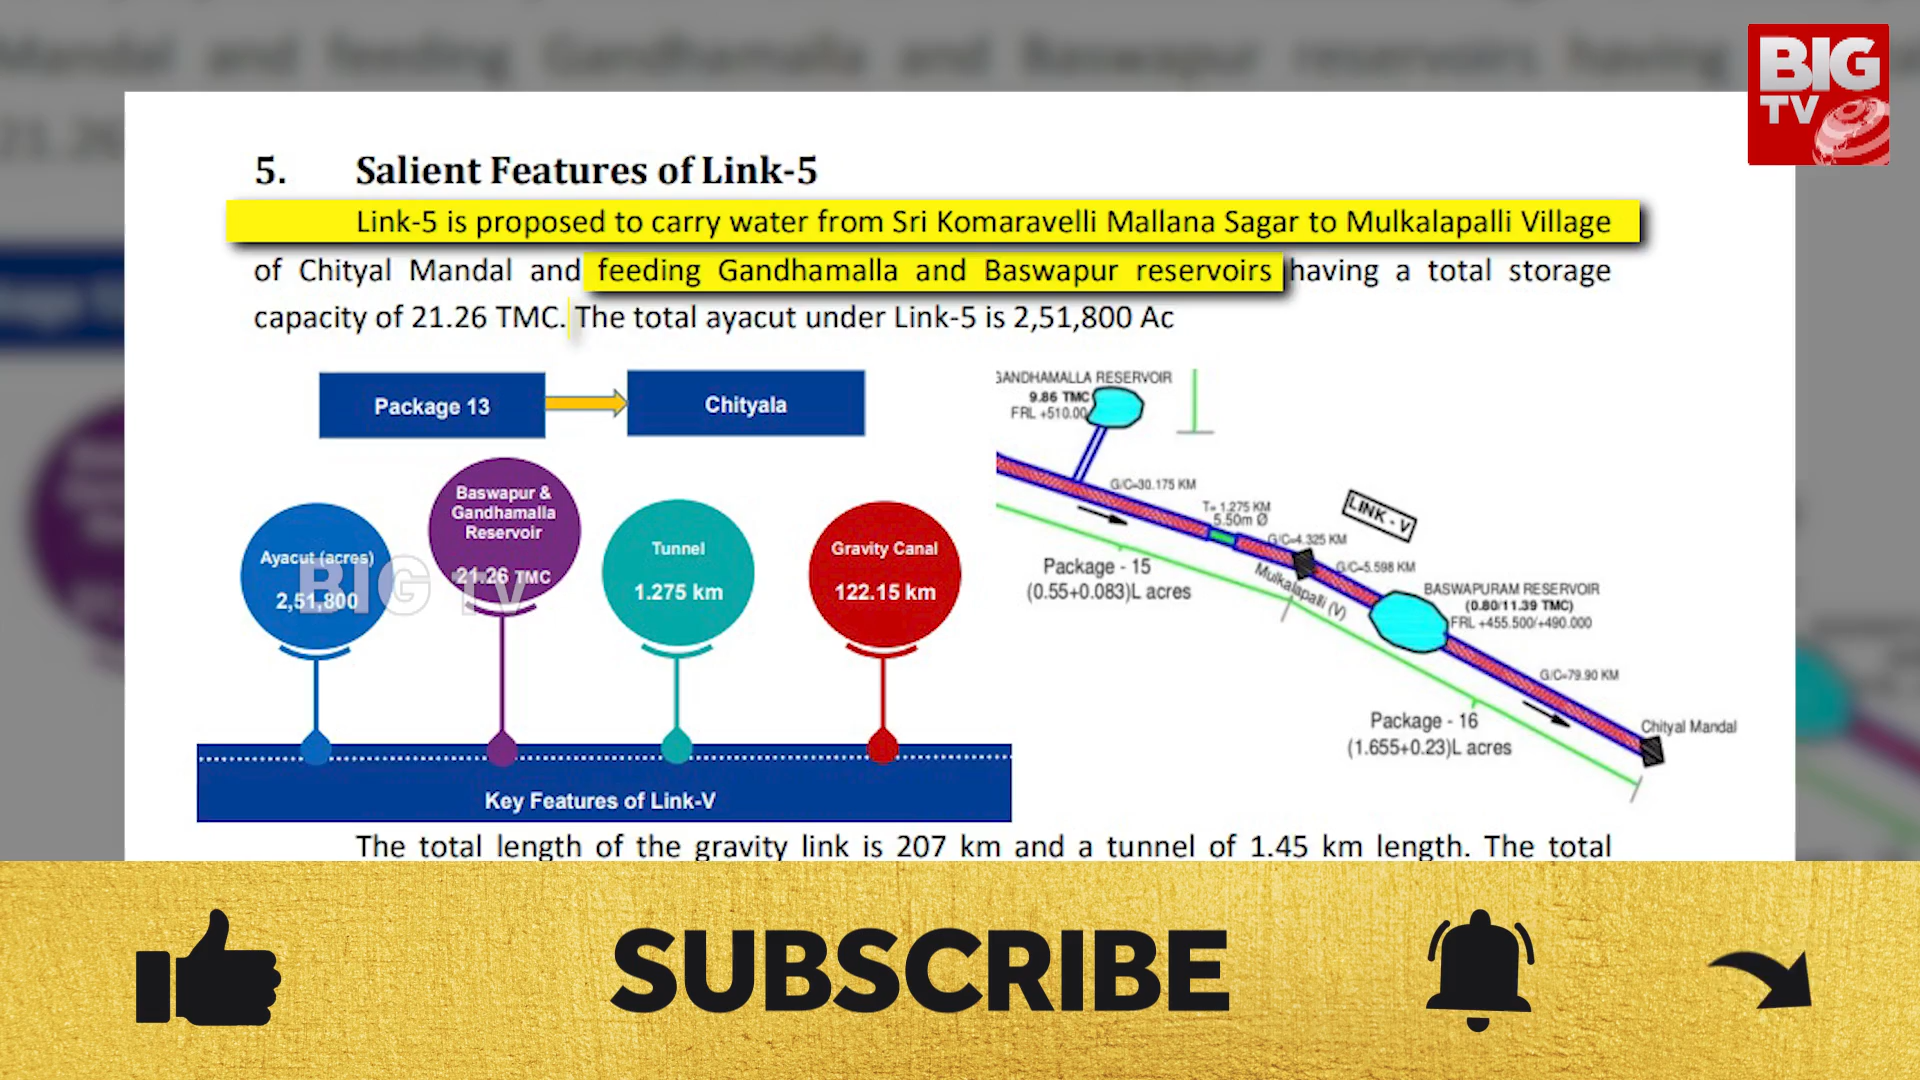 BIG
TV
5. Salient Features of Link-5
Link-5 is proposed to carry water from Sri Komaravelli Mallana Sagar to Mulkalapalli Village
of Chityal Mandal and feeding Gandhamalla and Baswapur reservoirs having a total storage
capacity of 21.26 TMC. The total ayacut under Link-5 is 2,51,800 Ac
Package 13
Chityala
Ayacut (acres)
2,51,800
Baswapur &
Gandhamalla
Reservoir
21.26 TMC
Tunnel
1.275 km
Gravity Canal
122.15 km
BIG TV
Key Features of Link-V
GANDHAMALLA RESERVOIR
9.86 TMC
FRL +510.00
G/C=30.175 KM
T= 1.275 KM
5.50m Ø
LINK - V
G/C=4.325 KM
G/C=5.598 KM
Package - 15
(0.55+0.083)L acres
Mulkalapalli (V)
BASWAPURAM RESERVOIR
(0.80/11.39 TMC)
FRL +455.500/+490.000
G/C=79.90 KM
Package - 16
(1.655+0.23)L acres
Chityal Mandal
The total length of the gravity link is 207 km and a tunnel of 1.45 km length. The total
SUBSCRIBE